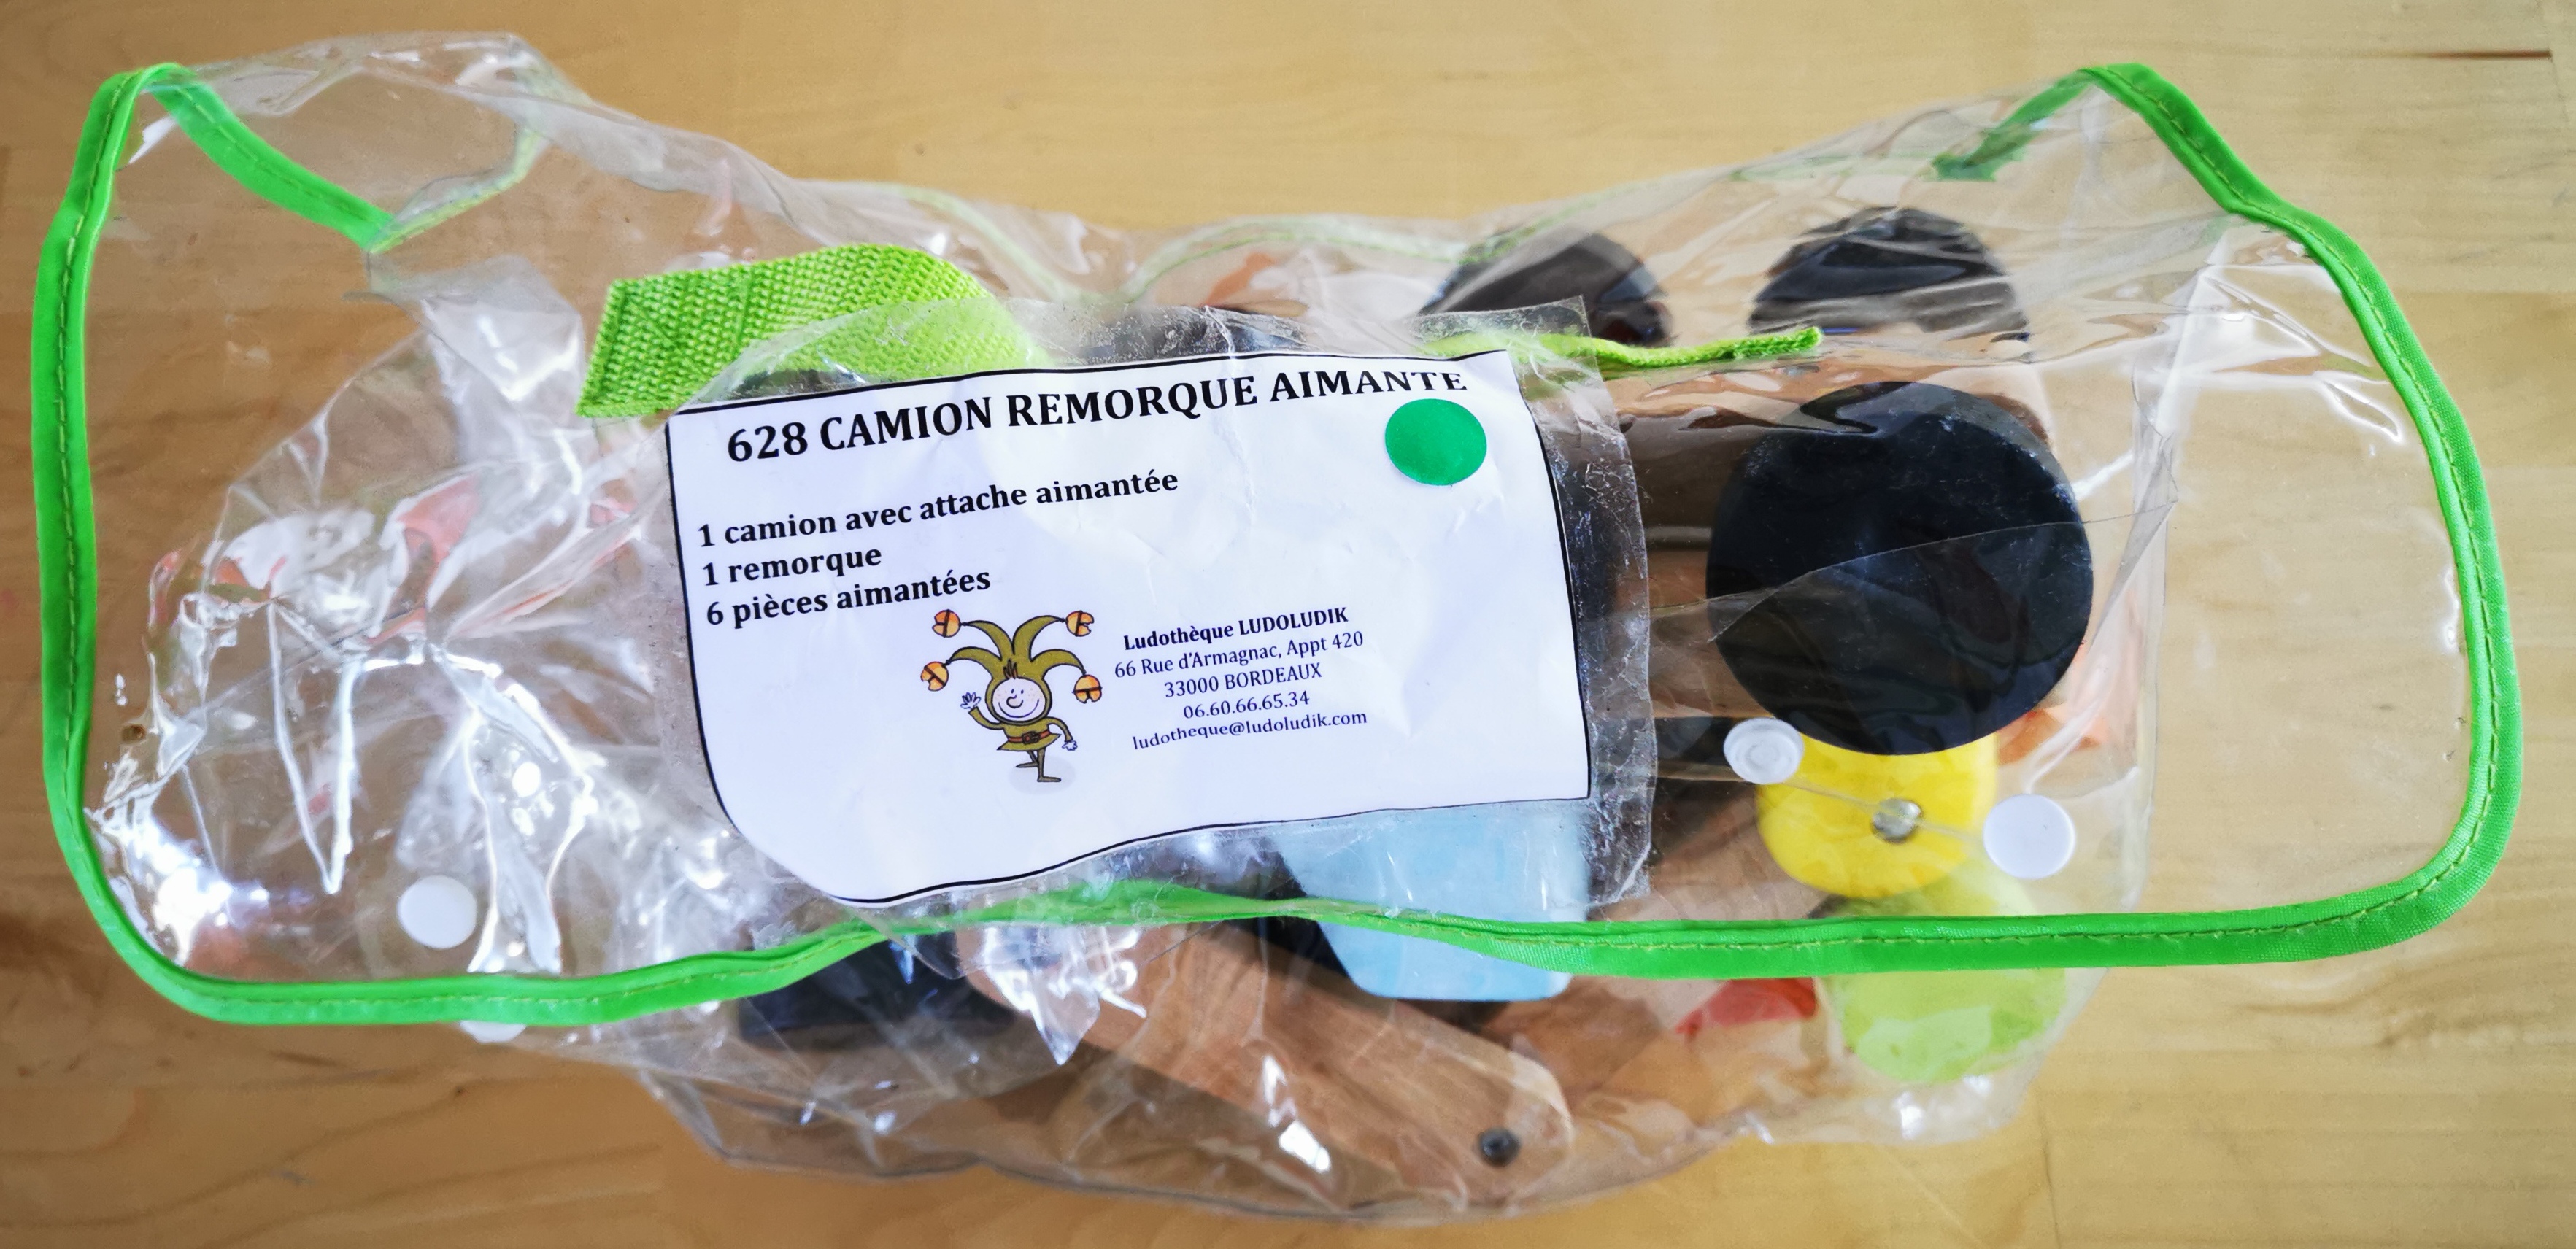 628 CAMION REMORQUE AIMANTE
1 camion avec attache aimantée
1 remorque
6 pièces aimantées
Ludothèque LUDOLUDIK
66 Rue d'Armagnac, Appt 420
33000 BORDEAUX
06.60.66.65.34
ludotheque@ludoludik.com